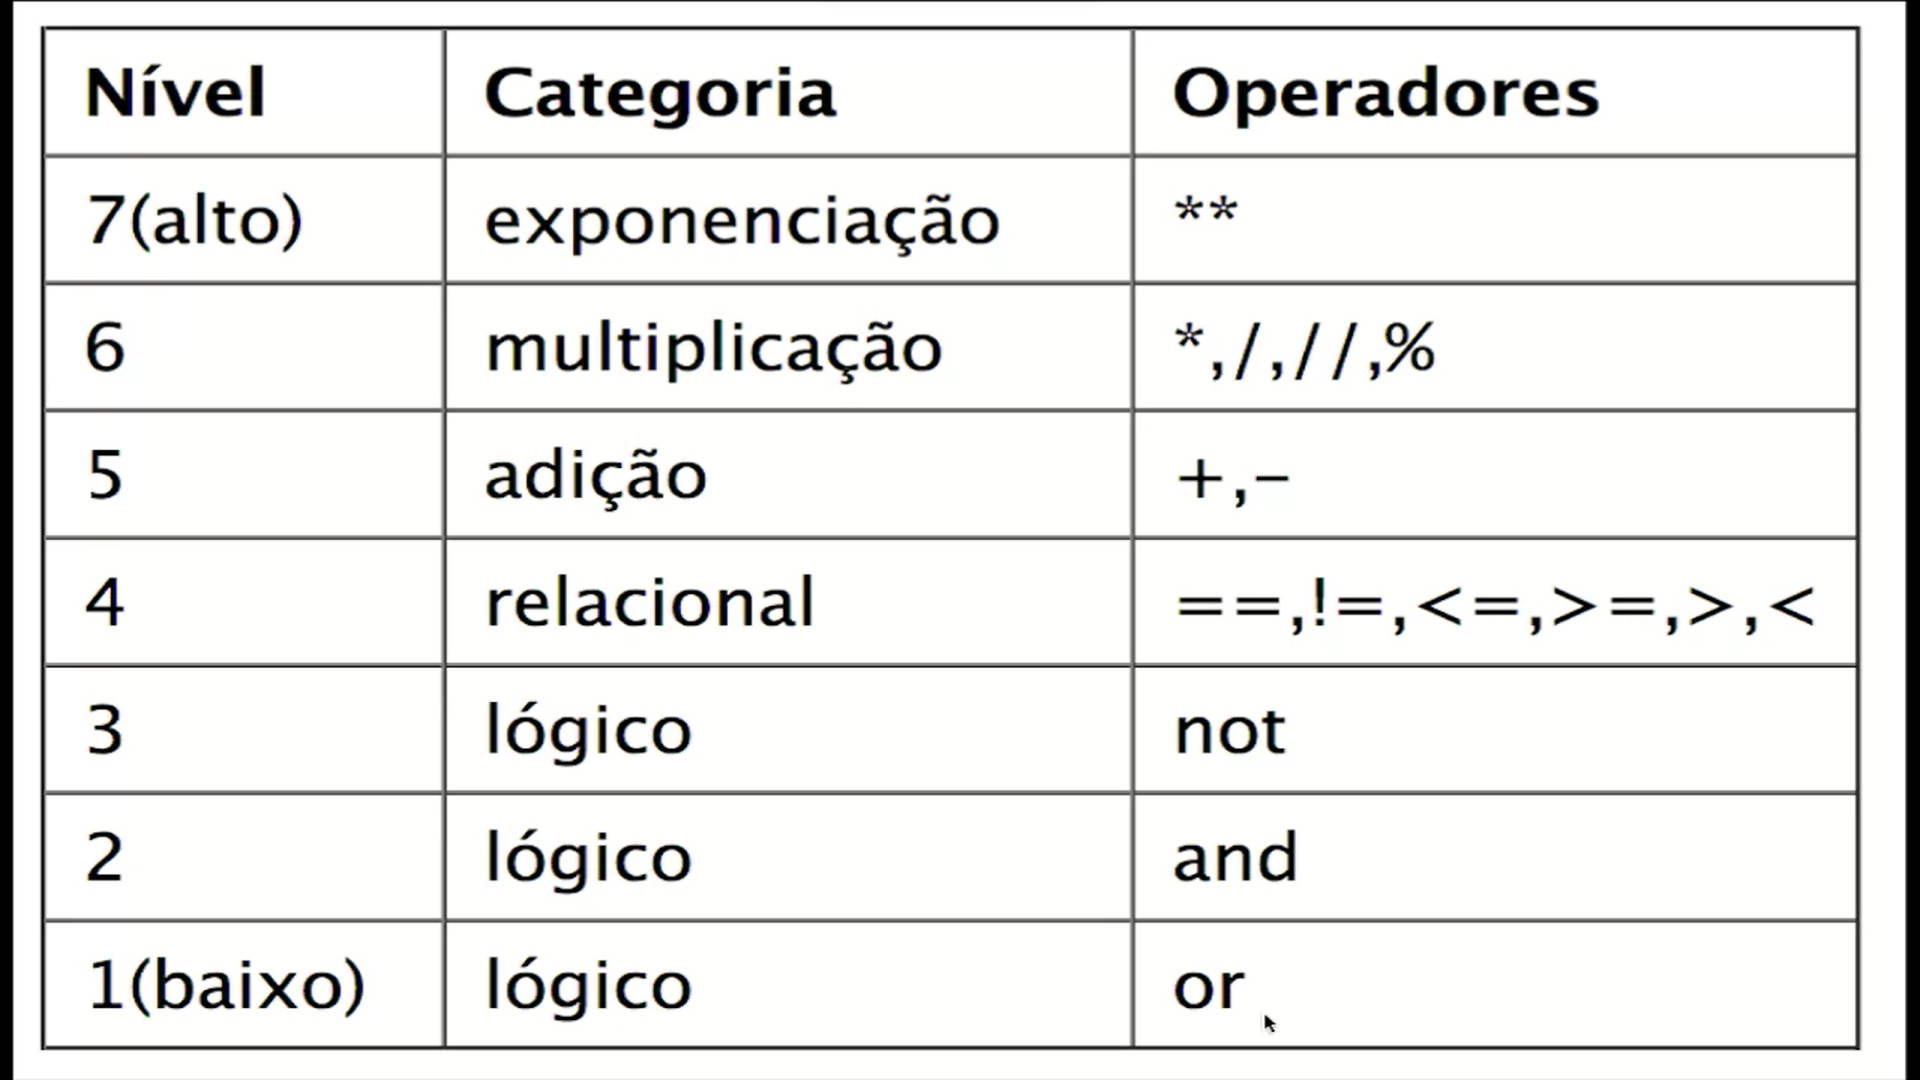 Nível Categoria Operadores
7(alto) exponenciação **
6 multiplicação *,/,//,%
5 adição +,-
4 relacional ==,!=,<=,>=,>,<
3 lógico not
2 lógico and
1(baixo) lógico or